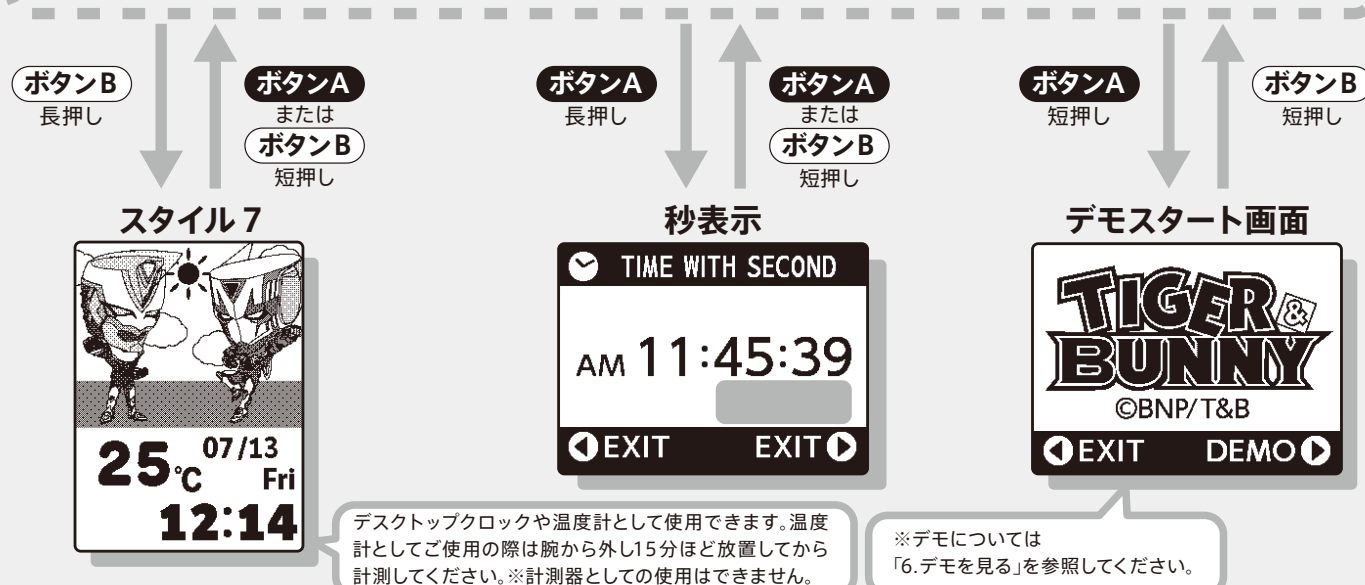 ボタンB
長押し
ボタンA
または
ボタンB
短押し
スタイル7
25℃
07/13
Fri
12:14
デスクトップクロックや温度計として使用できます。温度
計としてご使用の際は腕から外し15分ほど放置してから
計測してください。※計測器としての使用はできません。
ボタンA
長押し
ボタンA
または
ボタンB
短押し
秒表示
TIME WITH SECOND
AM 11:45:39
EXIT EXIT
ボタンA
短押し
ボタンB
短押し
デモスタート画面
TIGER &
BUNNY
©BNP/T&B
EXIT DEMO
※デモについては
「6.デモを見る」を参照してください。